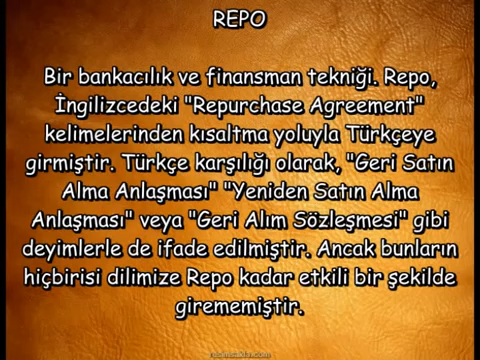 REPO
Bir bankacılık ve finansman tekniği. Repo,
İngilizcedeki "Repurchase Agreement"
kelimelerinden kısaltma yoluyla Türkçeye
girmiştir. Türkçe karşılığı olarak, "Geri Satın
Alma Anlaşması" "Yeniden Satın Alma
Anlaşması" veya "Geri Alım Sözleşmesi" gibi
deyimlerle de ifade edilmiştir. Ancak bunların
hiçbirisi dilimize Repo kadar etkili bir şekilde
girememiştir.